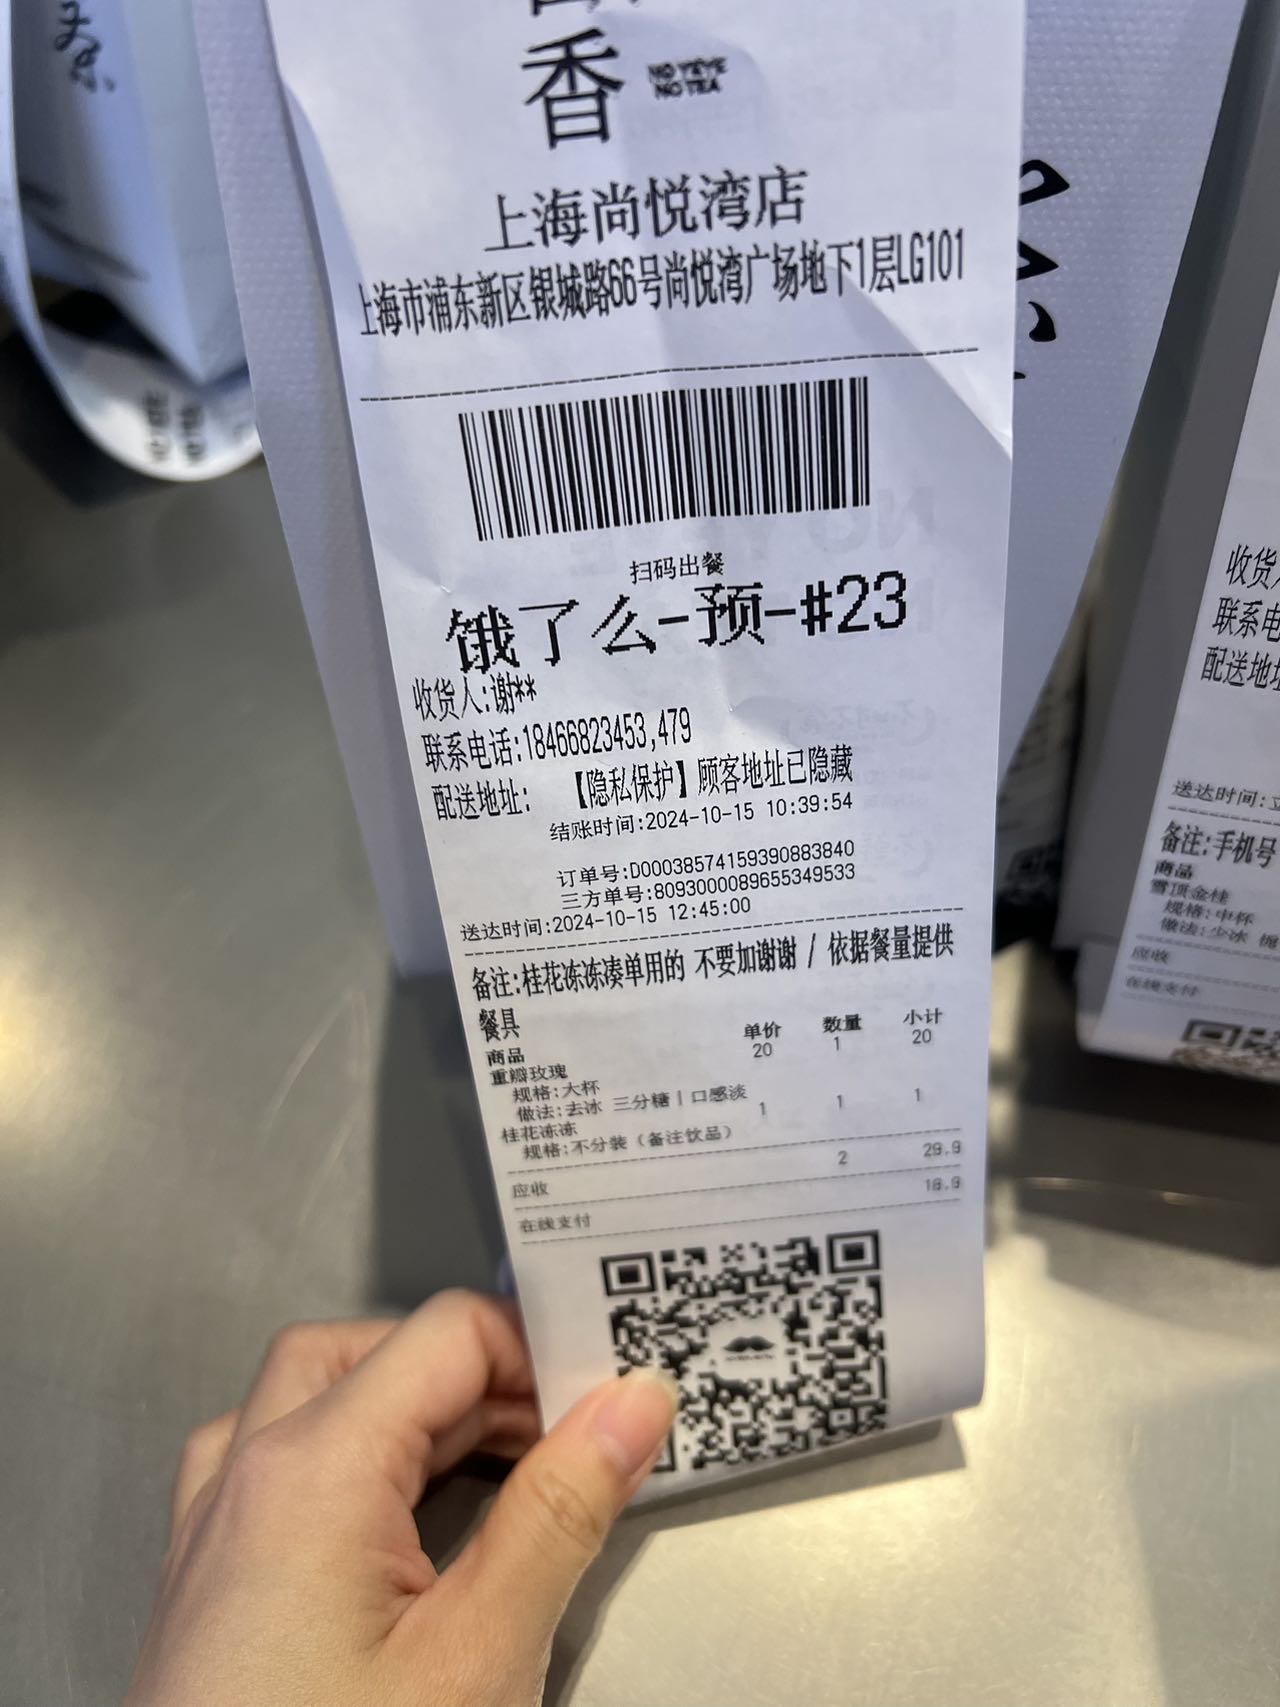 香
NO YEYE
NO TEA
上海尚悦湾店
上海市浦东新区银城路66号尚悦湾广场地下1层LG101
扫码出餐
饿了么-预-#23
收货人:谢**
联系电话:18466823453,479
配送地址: 【隐私保护】顾客地址已隐藏
结账时间:2024-10-15 10:39:54
订单号:D00038574159390883840
三方单号:8093000089655349533
送达时间:2024-10-15 12:45:00
备注:桂花冻冻凑单用的 不要加谢谢 / 依据餐量提供
餐具
商品 单价 数量 小计
重瓣玫瑰 20 1 20
规格:大杯
做法:去冰 三分糖|口感淡
桂花冻冻 1 1 1
规格:不分装(备注饮品)
应收 2 29.9
在线支付 18.9
收货
联系电
配送地
送达时间:
备注:手机号
商品
雪顶金桂
规格:中杯
做法:少冰
应收
在线支付